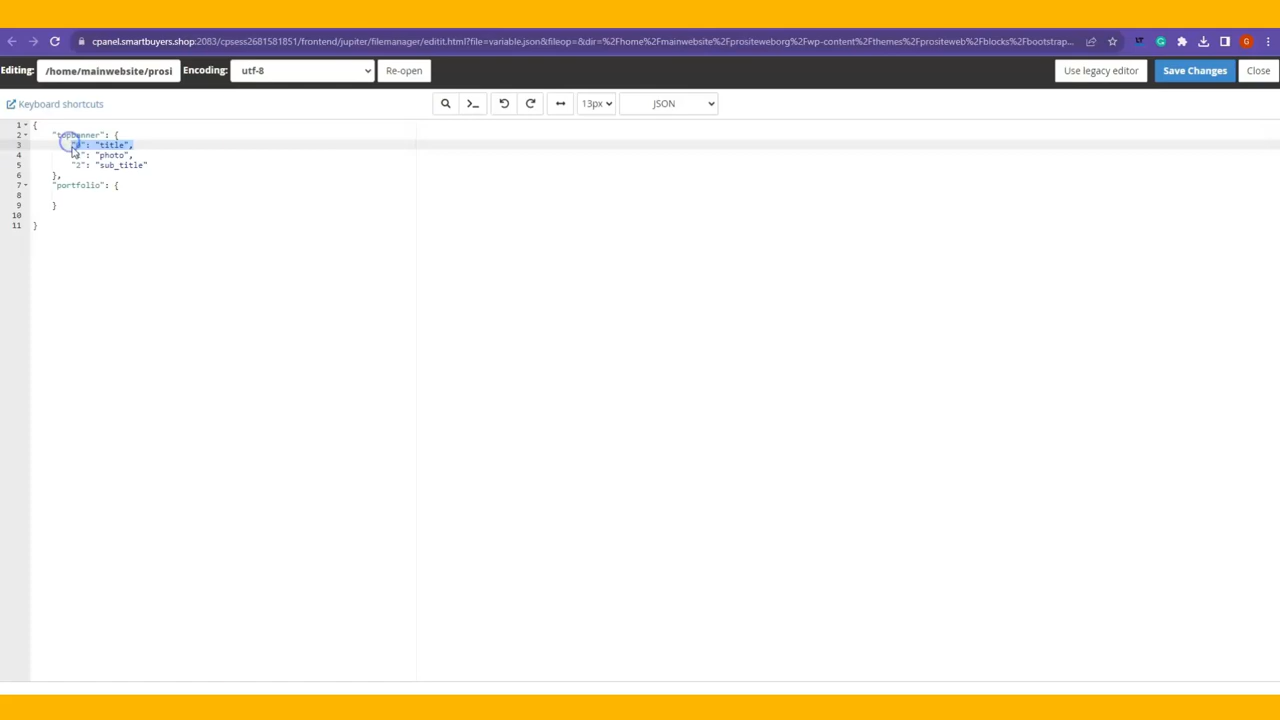 cpanel.smartbuyers.shop:2083/cpsess2681581851/frontend/jupiter/filemanager/editit.html?file=variable.json&fileop=&dir=%2Fhome%2Fmainwebsite%2Fprositeweborg%2Fwp-content%2Fthemes%2Fprositeweb%2Fblocks%2Fbootstrap...
Editing: /home/mainwebsite/prosi Encoding: utf-8 Re-open Use legacy editor Save Changes Close
Keyboard shortcuts 13px JSON
1 {
2 "topbanner": {
3 "0": "title",
4 "1": "photo",
5 "2": "sub_title"
6 },
7 "portfolio": {
8
9 }
10
11 }